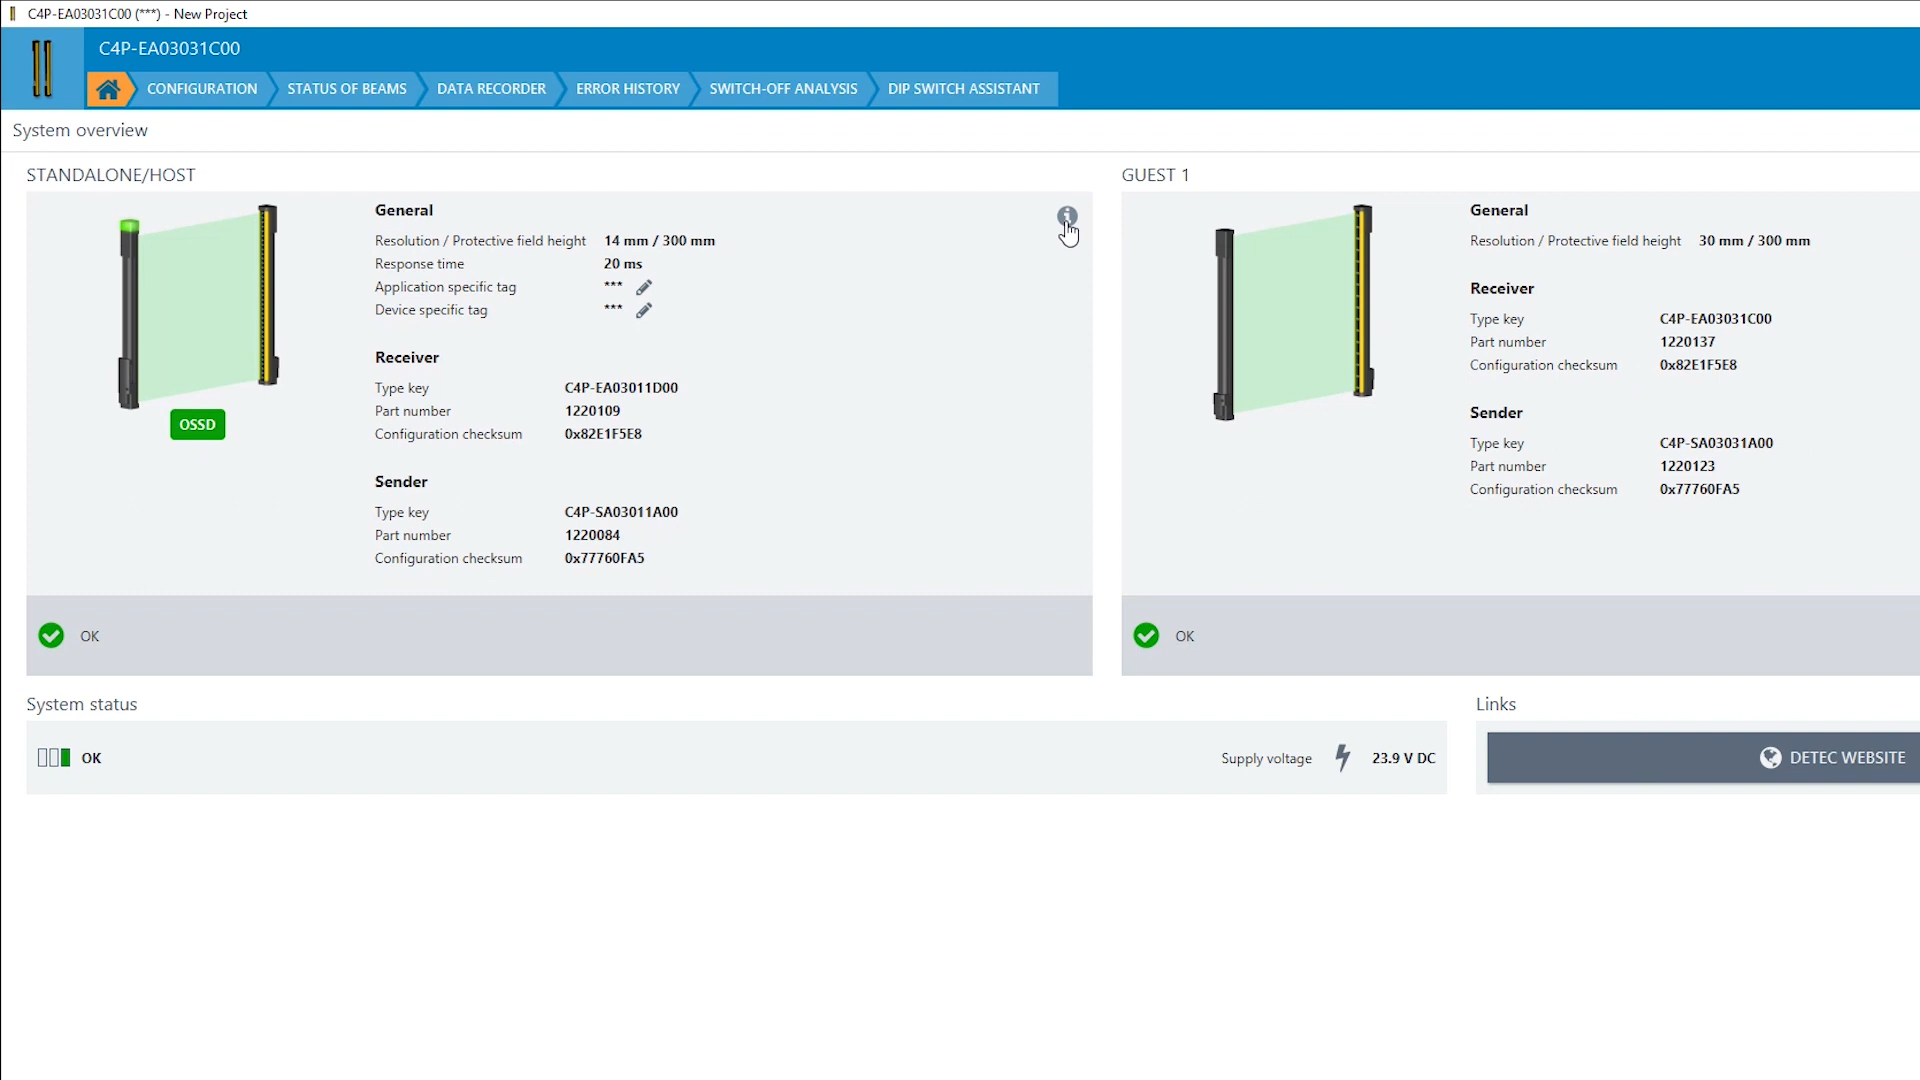 C4P-EA03031C00 (***) - New Project
C4P-EA03031C00
CONFIGURATION
STATUS OF BEAMS
DATA RECORDER
ERROR HISTORY
SWITCH-OFF ANALYSIS
DIP SWITCH ASSISTANT
System overview
STANDALONE/HOST
General
Resolution / Protective field height 14 mm / 300 mm
Response time 20 ms
Application specific tag ***
Device specific tag ***
Receiver
Type key C4P-EA03011D00
Part number 1220109
Configuration checksum 0x82E1F5E8
Sender
Type key C4P-SA03011A00
Part number 1220084
Configuration checksum 0x77760FA5
OSSD
OK
GUEST 1
General
Resolution / Protective field height 30 mm / 300 mm
Receiver
Type key C4P-EA03031C00
Part number 1220137
Configuration checksum 0x82E1F5E8
Sender
Type key C4P-SA03031A00
Part number 1220123
Configuration checksum 0x77760FA5
OK
System status
OK
Supply voltage 23.9 V DC
Links
DETEC WEBSITE